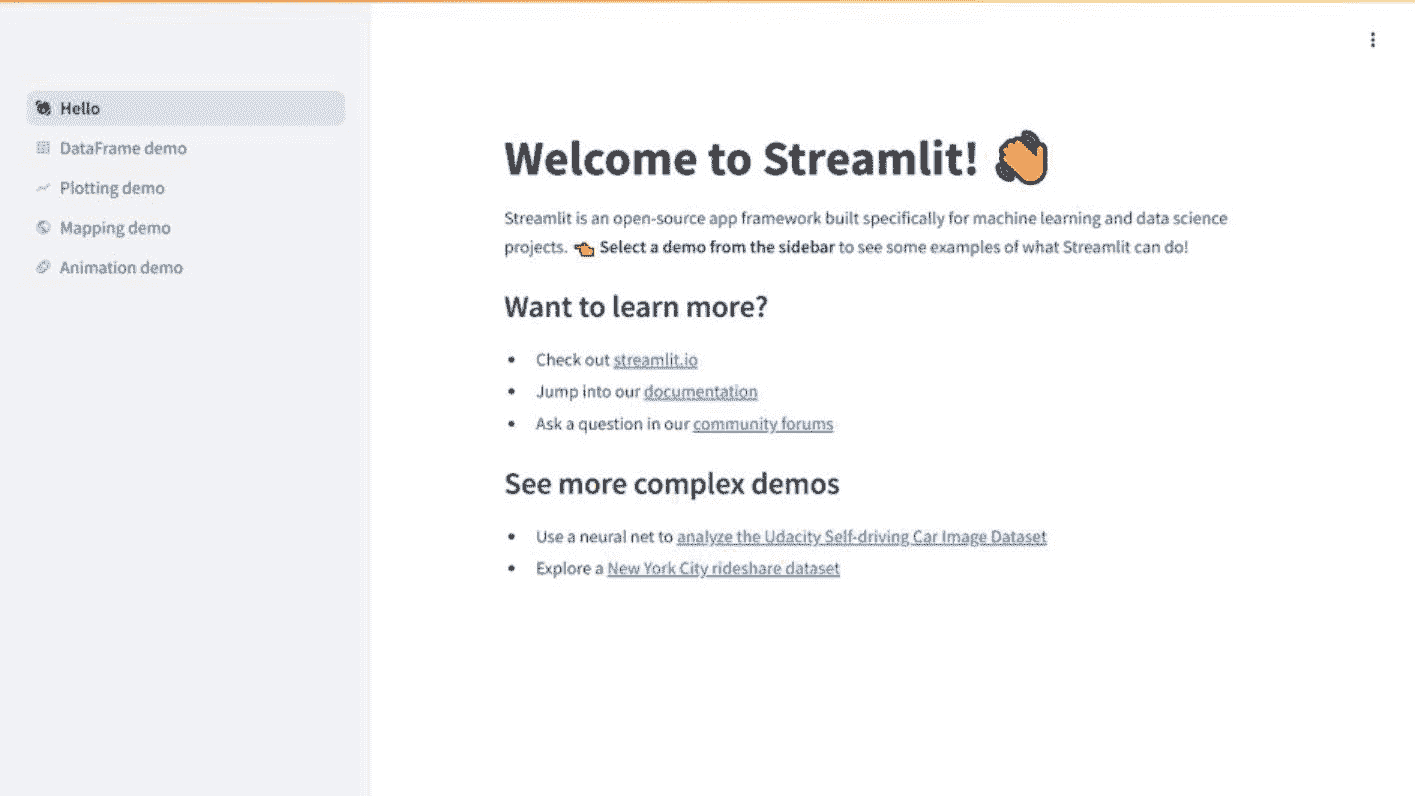 Hello
DataFrame demo
Plotting demo
Mapping demo
Animation demo
Welcome to Streamlit! 👋
Streamlit is an open-source app framework built specifically for machine learning and data science
projects. 👈 Select a demo from the sidebar to see some examples of what Streamlit can do!
Want to learn more?
• Check out streamlit.io
• Jump into our documentation
• Ask a question in our community forums
See more complex demos
• Use a neural net to analyze the Udacity Self-driving Car Image Dataset
• Explore a New York City rideshare dataset